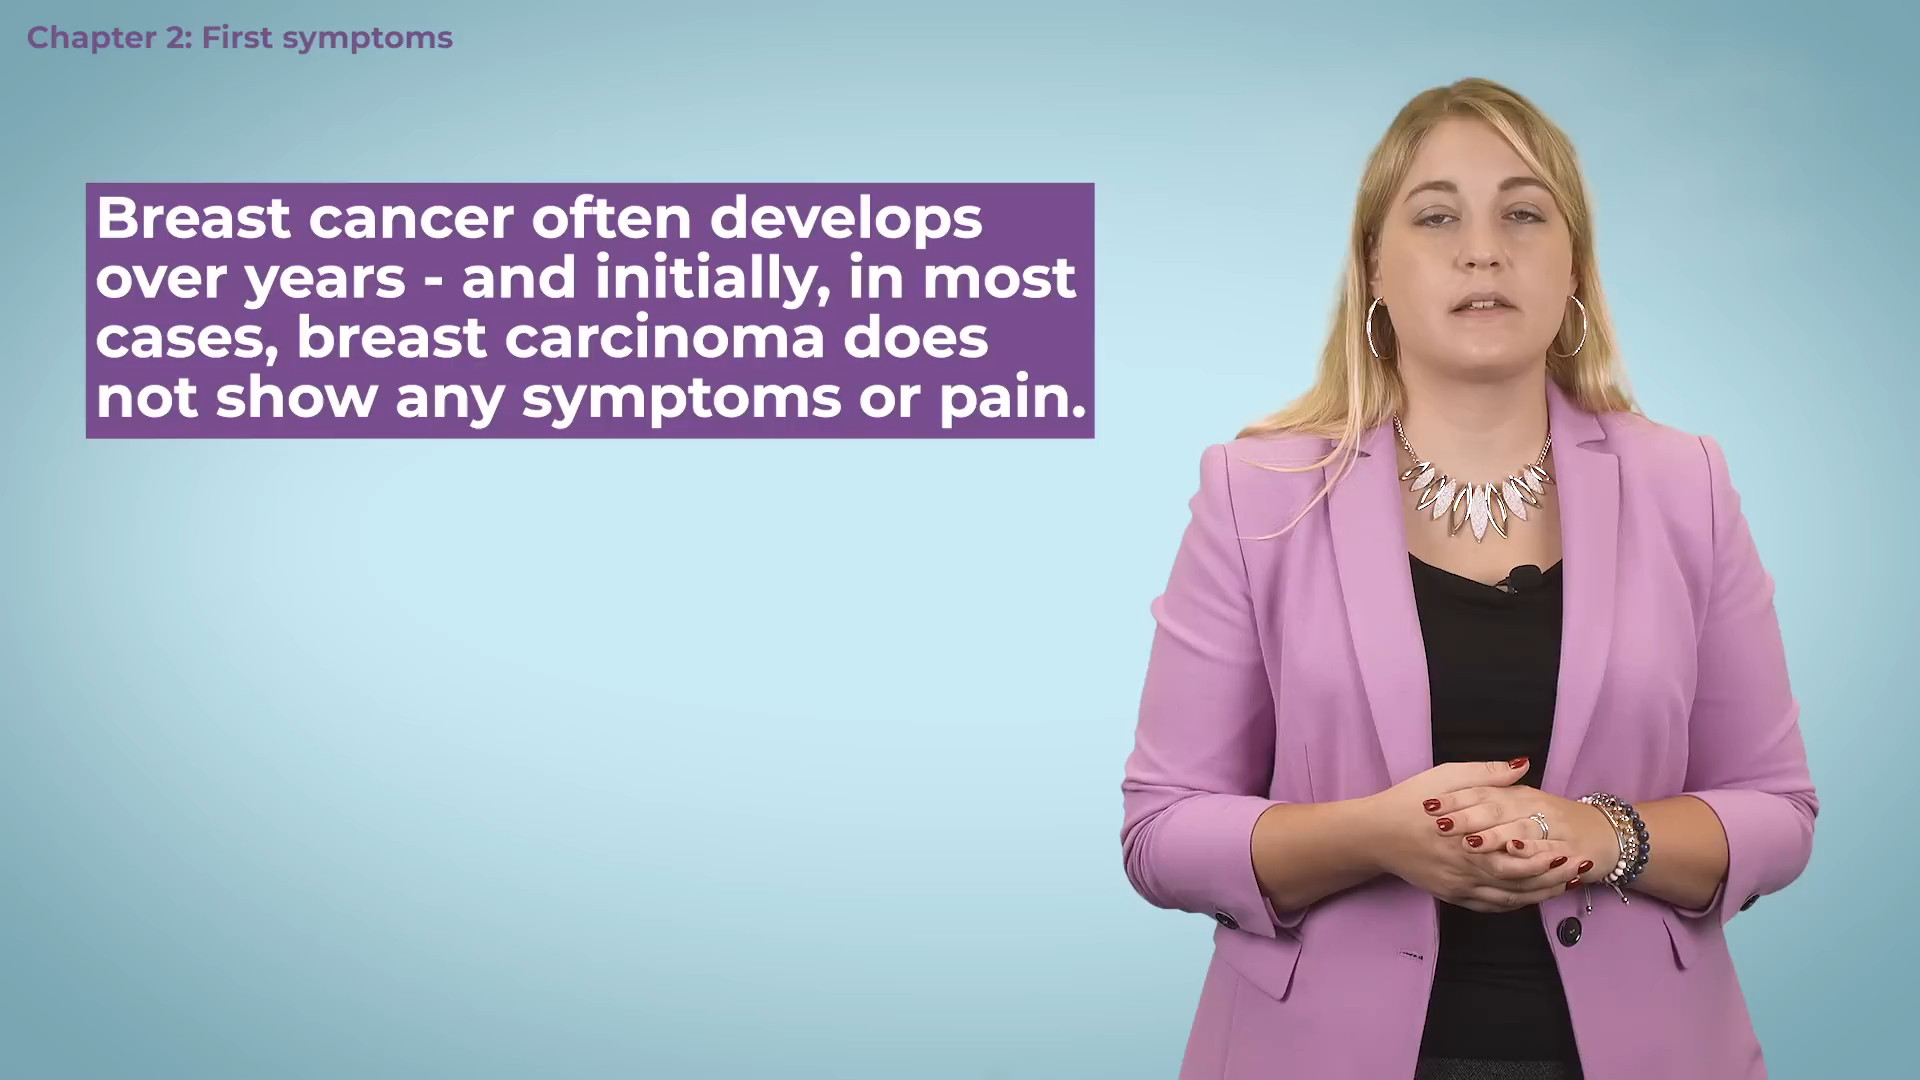 Chapter 2: First symptoms
Breast cancer often develops
over years - and initially, in most
cases, breast carcinoma does
not show any symptoms or pain.